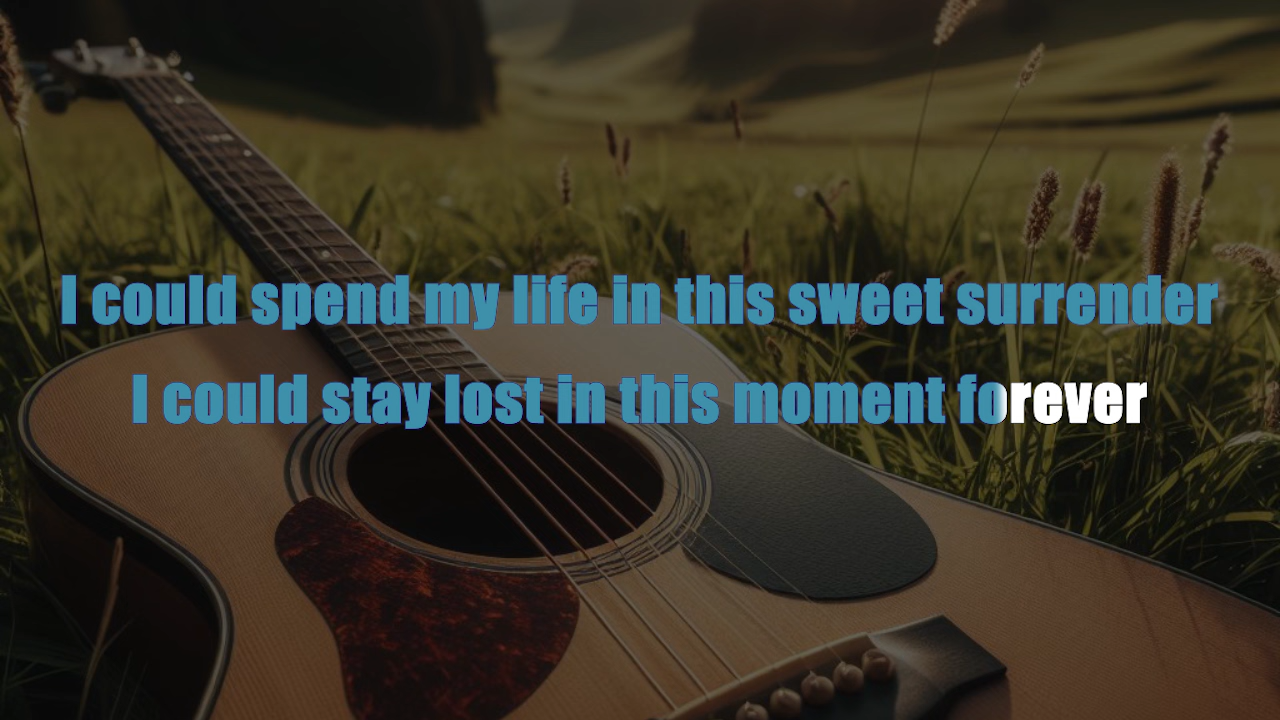 I could spend my life in this sweet surrender
I could stay lost in this moment forever